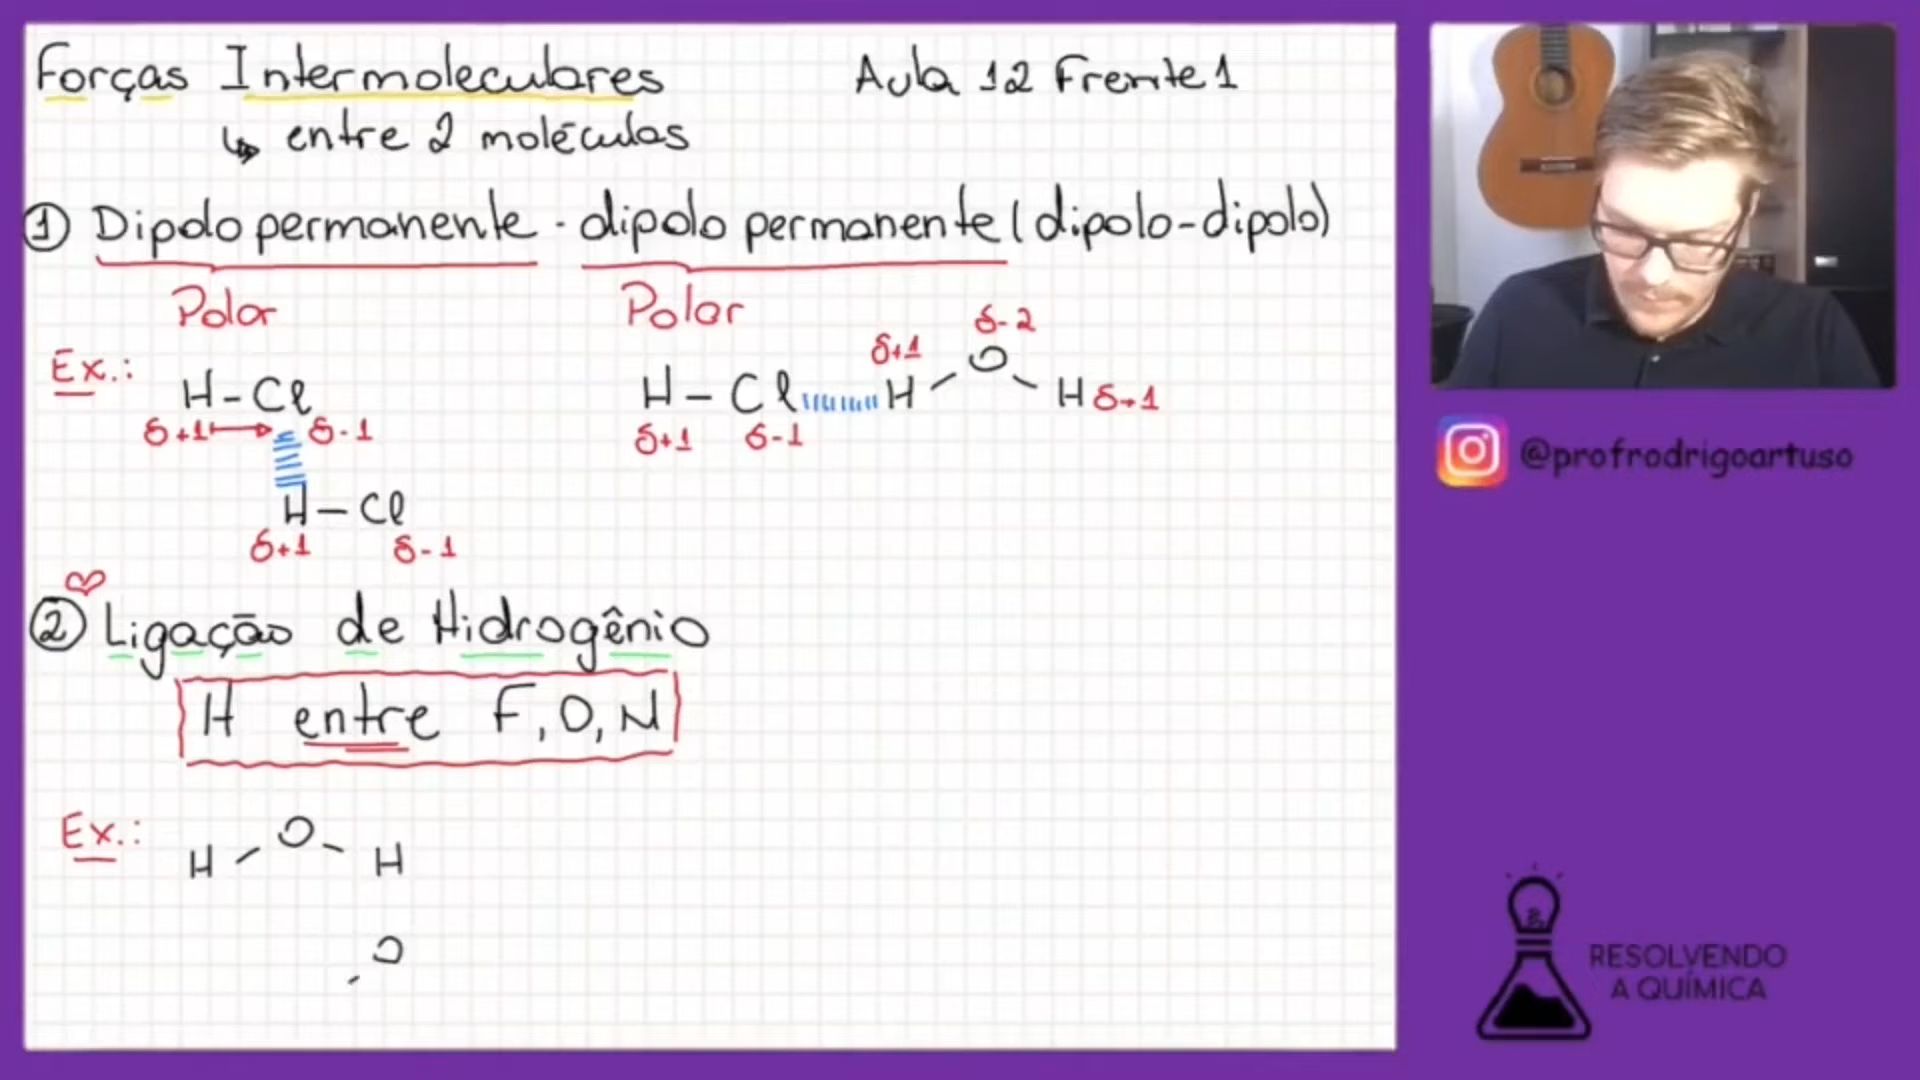 Forças Intermoleculares Aula 12 Frente 1
↳ entre 2 moléculas
① Dipolo permanente - dipolo permanente (dipolo-dipolo)
Polar Polar
Ex.:
H - Cl
δ+1 → δ-1
H - Cl
δ+1 δ-1
H - Cl H - O - H
δ+1 δ-1 δ+1 δ-2 δ+1
② Ligação de Hidrogênio
H entre F, O, N
Ex.:
H - O - H
O
@profrodrigoartuso
RESOLVENDO
A QUÍMICA